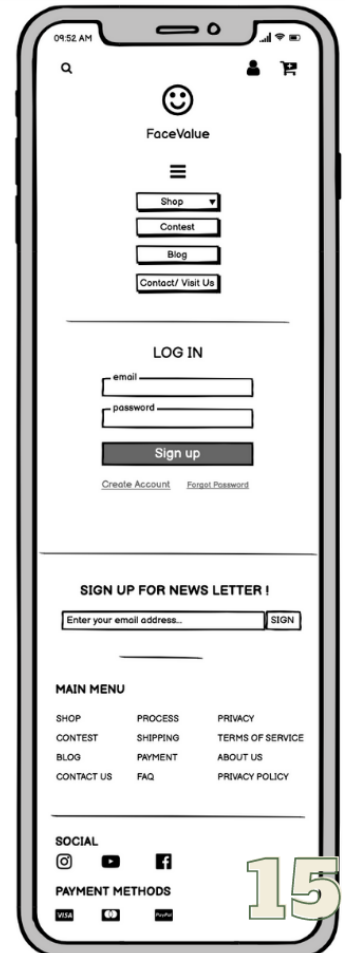 09:52 AM
FaceValue
Shop
Contest
Blog
Contact/ Visit Us
LOG IN
email
password
Sign up
Create Account Forgot Password
SIGN UP FOR NEWS LETTER !
Enter your email address.. SIGN
MAIN MENU
SHOP PROCESS PRIVACY
CONTEST SHIPPING TERMS OF SERVICE
BLOG PAYMENT ABOUT US
CONTACT US FAQ PRIVACY POLICY
SOCIAL
PAYMENT METHODS
VISA PayPal
15